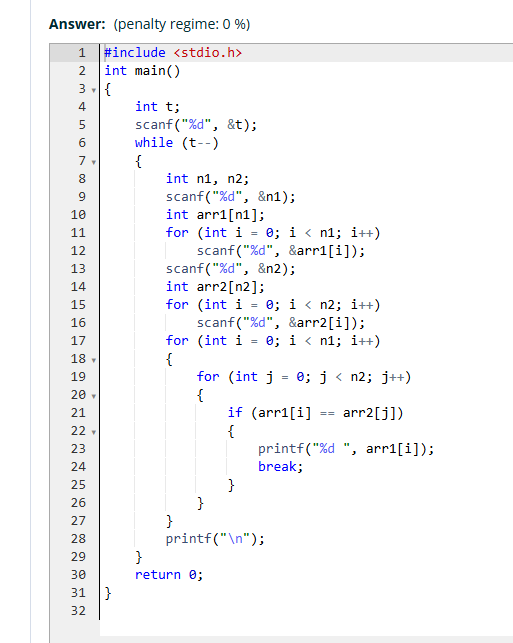 Answer: (penalty regime: 0 %)
1 #include <stdio.h>
2 int main()
3 {
4     int t;
5     scanf("%d", &t);
6     while (t--)
7     {
8         int n1, n2;
9         scanf("%d", &n1);
10         int arr1[n1];
11         for (int i = 0; i < n1; i++)
12             scanf("%d", &arr1[i]);
13         scanf("%d", &n2);
14         int arr2[n2];
15         for (int i = 0; i < n2; i++)
16             scanf("%d", &arr2[i]);
17         for (int i = 0; i < n1; i++)
18         {
19             for (int j = 0; j < n2; j++)
20             {
21                 if (arr1[i] == arr2[j])
22                 {
23                     printf("%d ", arr1[i]);
24                     break;
25                 }
26             }
27         }
28         printf("\n");
29     }
30     return 0;
31 }
32